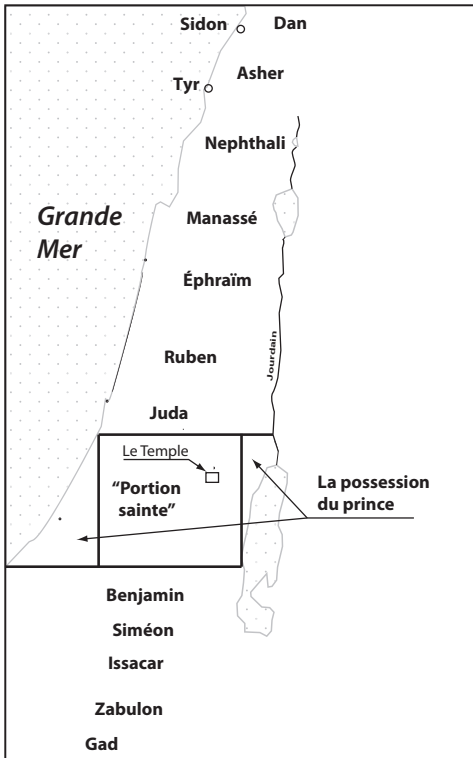 Sidon
Dan
Tyr
Asher
Nephthali
Grande
Mer
Manassé
Éphraïm
Ruben
Jourdain
Juda
Le Temple
“Portion
sainte”
La possession
du prince
Benjamin
Siméon
Issacar
Zabulon
Gad